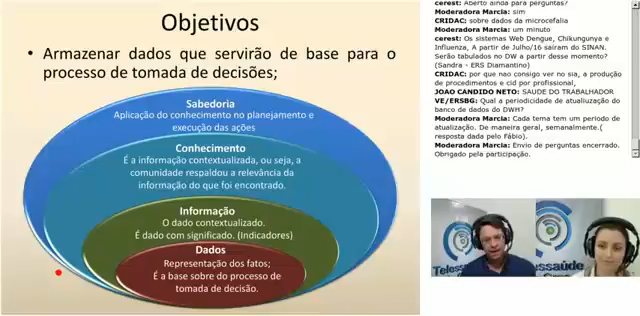 Objetivos
• Armazenar dados que servirão de base para o
processo de tomada de decisões;
Sabedoria
Aplicação do conhecimento no planejamento e
execução das ações
Conhecimento
É a informação contextualizada, ou seja, a
comunidade respaldou a relevância da
informação do que foi encontrado.
Informação
O dado contextualizado.
É dado com significado. (Indicadores)
Dados
Representação dos fatos;
É a base sobre do processo de
tomada de decisão.
cerest: Aberto ainda para perguntas?
Moderadora Marcia: sim
CRIDAC: sobre dados da microcefalia
Moderadora Marcia: um minuto
cerest: Os sistemas Web Dengue, Chikungunya e
Influenza, A partir de Julho/16 sairam do SINAN.
Serão tabulados no DW a partir desse momento?
(Sandra - ERS Diamantino)
CRIDAC: por que nao consigo ver no sia, a produção
de procedimentos e cid por profissional,
JOAO CANDIDO NETO: SAUDE DO TRABALHADOR
VE/ERSBG: Qual a periodicidade de atualiuzação do
banco de dados do DWH?
Moderadora Marcia: Cada tema tem um periodo de
atualização. De maneira geral, semanalmente.(
resposta dada pelo Fábio).
Moderadora Marcia: Envio de perguntas encerrado.
Obrigado pela participação.